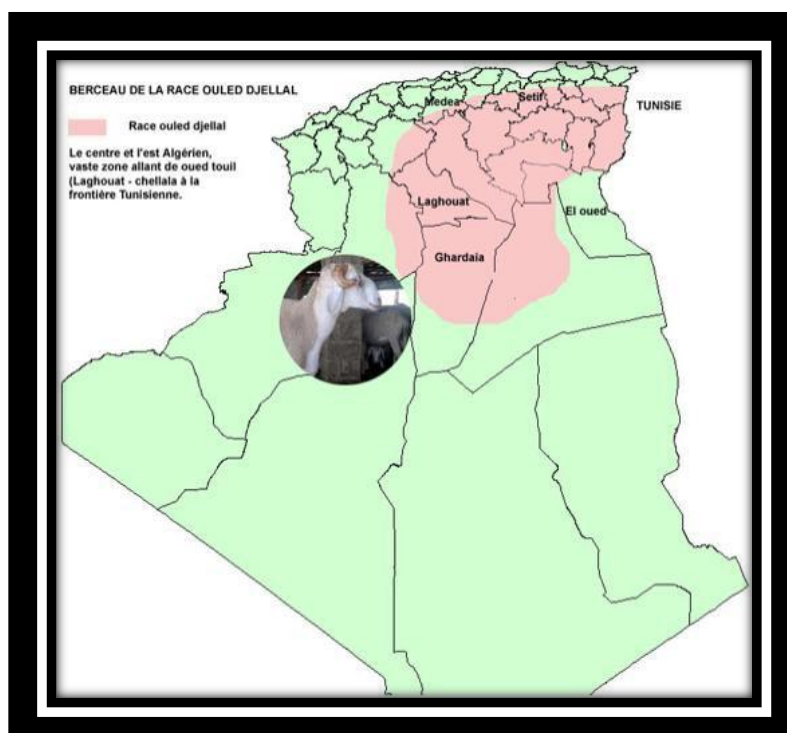 BERCEAU DE LA RACE OULED DJELLAL
Race ouled djellal
Le centre et l'est Algérien,
vaste zone allant de oued touil
(Laghouat - chellala à la
frontière Tunisienne.
Medea
Setif
TUNISIE
Laghouat
El oued
Ghardaia